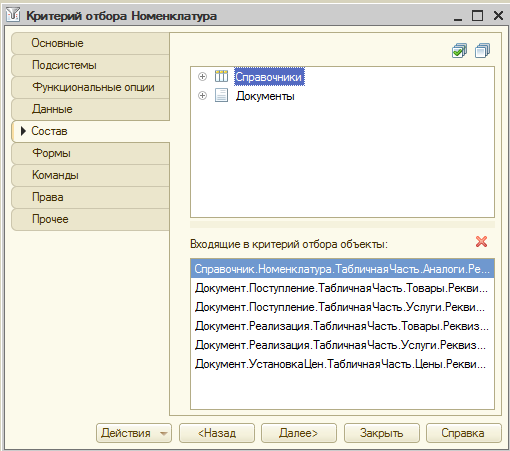 Критерий отбора Номенклатура
Основные
Подсистемы
Функциональные опции
Данные
Состав
Формы
Команды
Права
Прочее
Справочники
Документы
Входящие в критерий отбора объекты:
Справочник.Номенклатура.ТабличнаяЧасть.Аналоги.Ре...
Документ.Поступление.ТабличнаяЧасть.Товары.Реквиз...
Документ.Поступление.ТабличнаяЧасть.Услуги.Рекви...
Документ.Реализация.ТабличнаяЧасть.Товары.Реквиз...
Документ.Реализация.ТабличнаяЧасть.Услуги.Реквиз...
Документ.УстановкаЦен.ТабличнаяЧасть.Цены.Рекви...
Действия
<Назад
Далее>
Закрыть
Справка